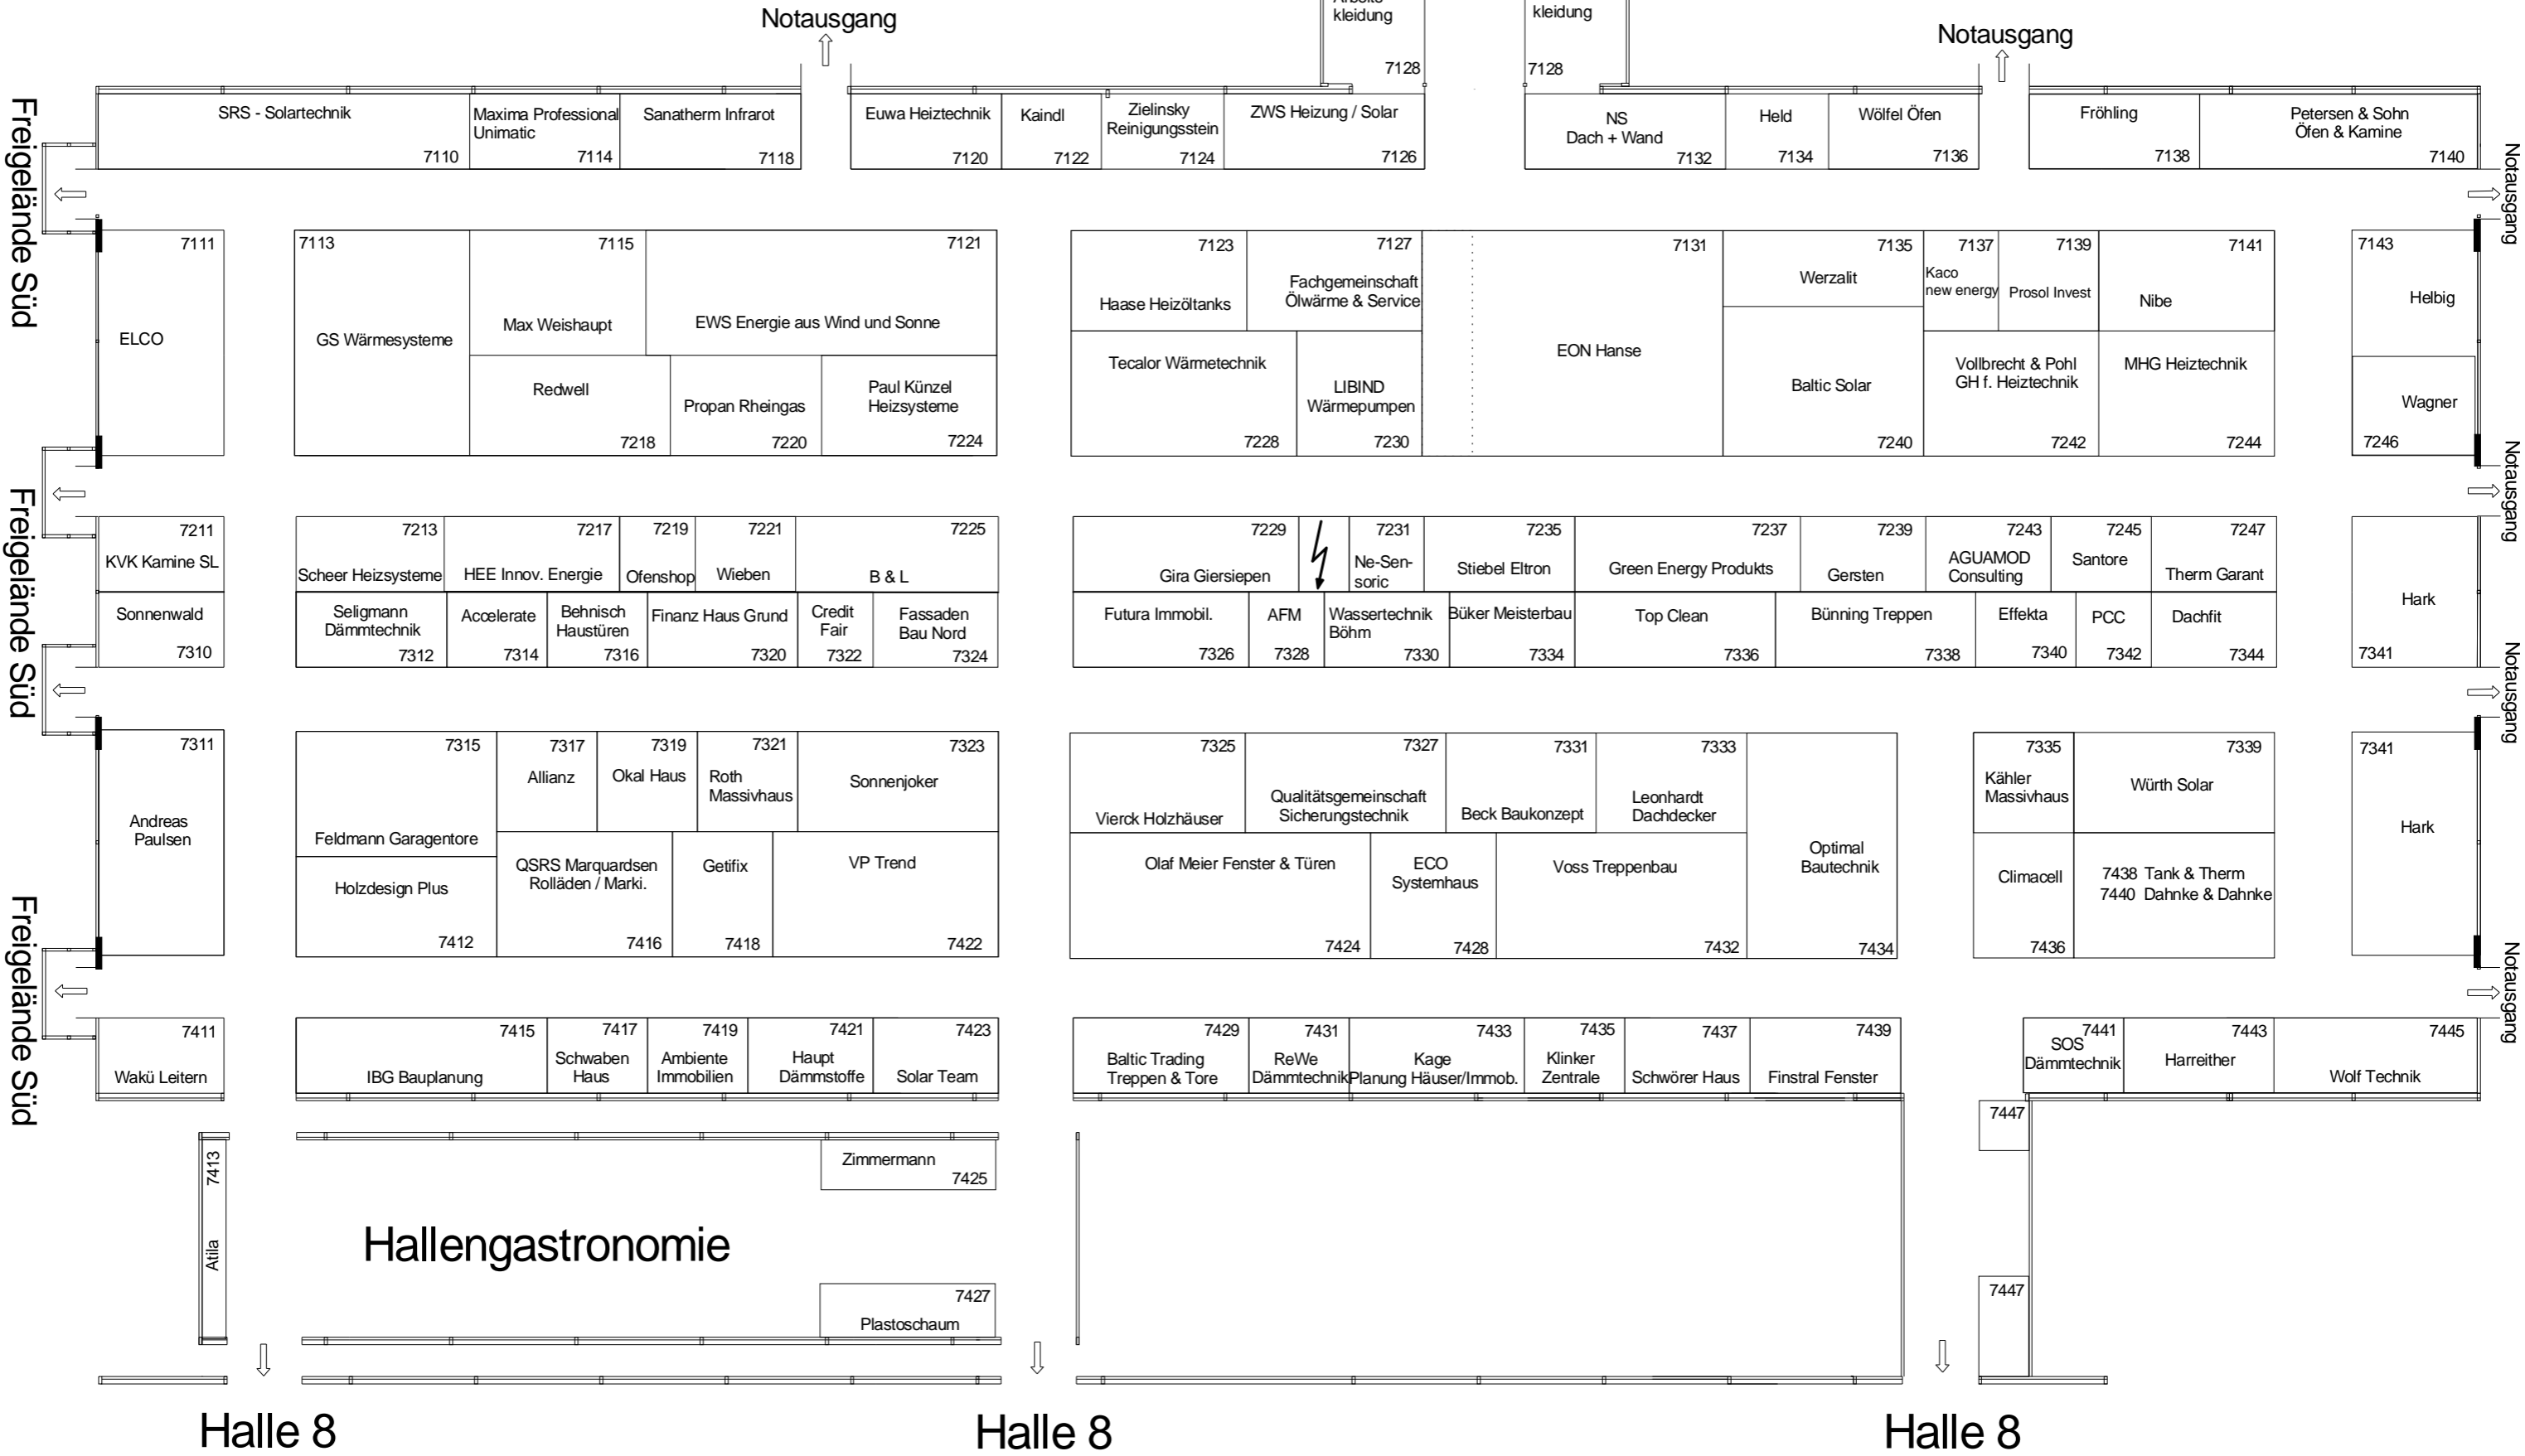 Notausgang
Arbeits
kleidung
7128
kleidung
7128
Notausgang
Freigelände Süd
SRS - Solartechnik
7110
Maxima Professional
Unimatic
7114
Sanatherm Infrarot
7118
Euwa Heiztechnik
7120
Kaindl
7122
Zielinsky
Reinigungsstein
7124
ZWS Heizung / Solar
7126
NS
Dach + Wand
7132
Held
7134
Wölfel Öfen
7136
Fröhling
7138
Petersen & Sohn
Öfen & Kamine
7140
Notausgang
7111
ELCO
7113
GS Wärmesysteme
7115
Max Weishaupt
7121
EWS Energie aus Wind und Sonne
Redwell
7218
Propan Rheingas
7220
Paul Künzel
Heizsysteme
7224
7123
Haase Heizöltanks
7127
Fachgemeinschaft
Ölwärme & Service
Tecalor Wärmetechnik
7228
LIBIND
Wärmepumpen
7230
7131
EON Hanse
7135
Werzalit
Baltic Solar
7240
7137
Kaco
new energy
7139
Prosol Invest
7141
Nibe
Vollbrecht & Pohl
GH f. Heiztechnik
7242
MHG Heiztechnik
7244
7143
Helbig
Wagner
7246
Notausgang
Freigelände Süd
7211
KVK Kamine SL
Sonnenwald
7310
7213
Scheer Heizsysteme
7217
HEE Innov. Energie
7219
Ofenshop
7221
Wieben
7225
B & L
Seligmann
Dämmtechnik
7312
Accelerate
7314
Behnisch
Haustüren
7316
Finanz Haus Grund
7320
Credit
Fair
7322
Fassaden
Bau Nord
7324
7229
Gira Giersiepen
7231
Ne-Sen-
soric
7235
Stiebel Eltron
7237
Green Energy Produkts
7239
Gersten
7243
AGUAMOD
Consulting
7245
Santore
7247
Therm Garant
Futura Immobil.
7326
AFM
7328
Wassertechnik
Böhm
7330
Büker Meisterbau
7334
Top Clean
7336
Bünning Treppen
7338
Effekta
7340
PCC
7342
Dachfit
7344
Hark
7341
Notausgang
7311
Andreas
Paulsen
7315
Feldmann Garagentore
7317
Allianz
7319
Okal Haus
7321
Roth
Massivhaus
7323
Sonnenjoker
Holzdesign Plus
7412
QSRS Marquardsen
Rolläden / Marki.
7416
Getifix
7418
VP Trend
7422
7325
Vierck Holzhäuser
7327
Qualitätsgemeinschaft
Sicherungstechnik
7331
Beck Baukonzept
7333
Leonhardt
Dachdecker
Optimal
Bautechnik
7434
Olaf Meier Fenster & Türen
7424
ECO
Systemhaus
7428
Voss Treppenbau
7432
7335
Kähler
Massivhaus
7339
Würth Solar
Climacell
7436
7438 Tank & Therm
7440 Dahnke & Dahnke
7341
Hark
Notausgang
Freigelände Süd
7411
Wakü Leitern
7415
IBG Bauplanung
7417
Schwaben
Haus
7419
Ambiente
Immobilien
7421
Haupt
Dämmstoffe
7423
Solar Team
7429
Baltic Trading
Treppen & Tore
7431
ReWe
Dämmtechnik
7433
Kage
Planung Häuser/Immob.
7435
Klinker
Zentrale
7437
Schwörer Haus
7439
Finstral Fenster
7441
SOS
Dämmtechnik
7443
Harreither
7445
Wolf Technik
7413
Atila
Zimmermann
7425
Hallengastronomie
7427
Plastoschaum
7447
7447
Halle 8
Halle 8
Halle 8